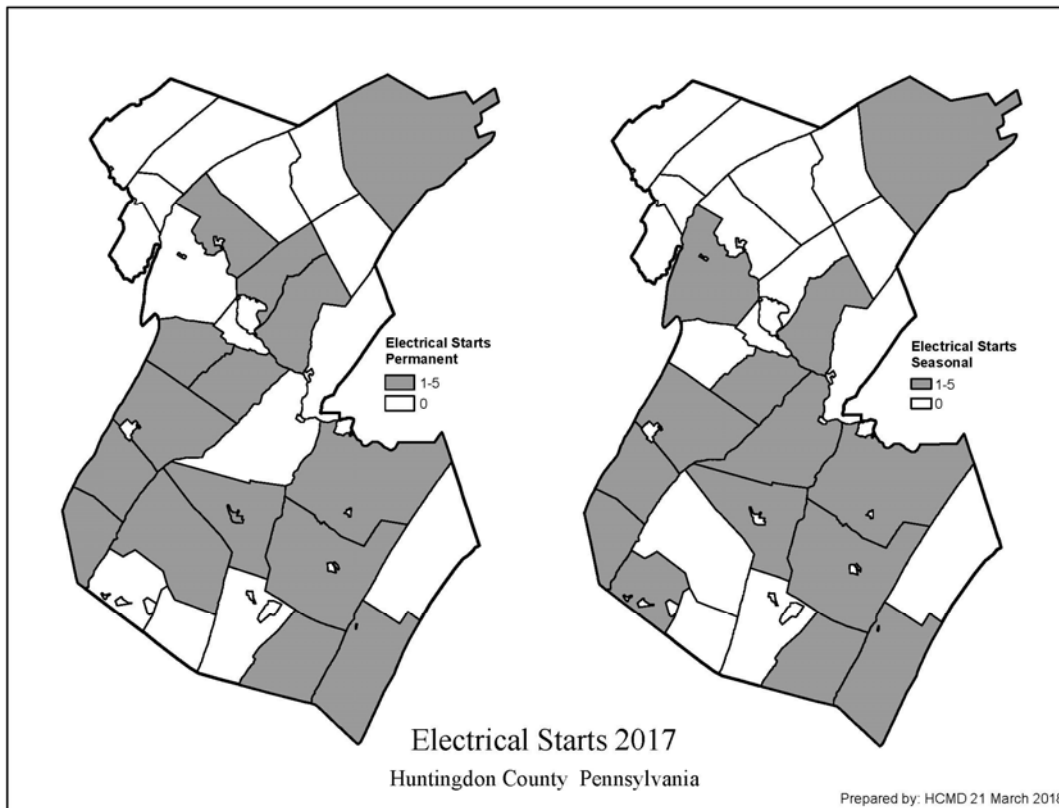 Electrical Starts
Permanent
1-5
0
Electrical Starts
Seasonal
1-5
0
Electrical Starts 2017
Huntingdon County Pennsylvania
Prepared by: HCMD 21 March 2018